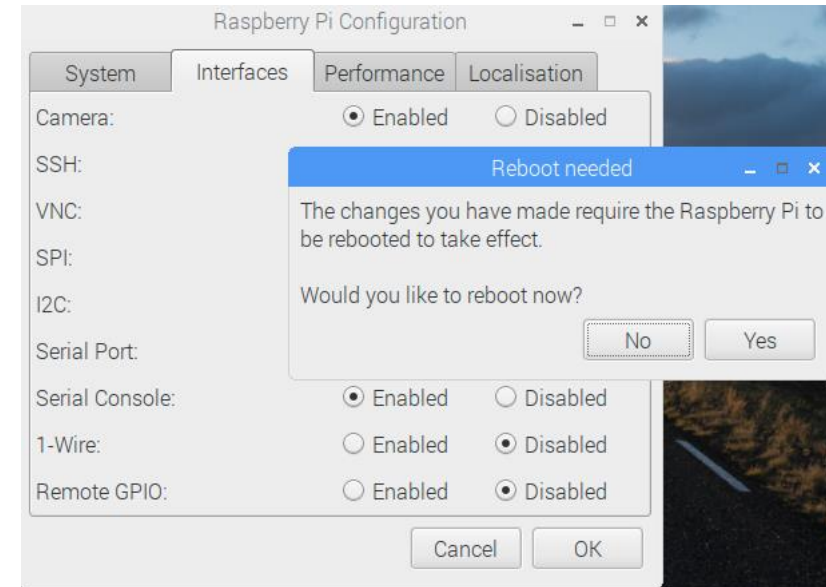 Raspberry Pi Configuration
System Interfaces Performance Localisation
Camera: Enabled Disabled
SSH:
Reboot needed
VNC:
The changes you have made require the Raspberry Pi to
be rebooted to take effect.
SPI:
I2C:
Would you like to reboot now?
Serial Port:
No Yes
Serial Console: Enabled Disabled
1-Wire: Enabled Disabled
Remote GPIO: Enabled Disabled
Cancel OK